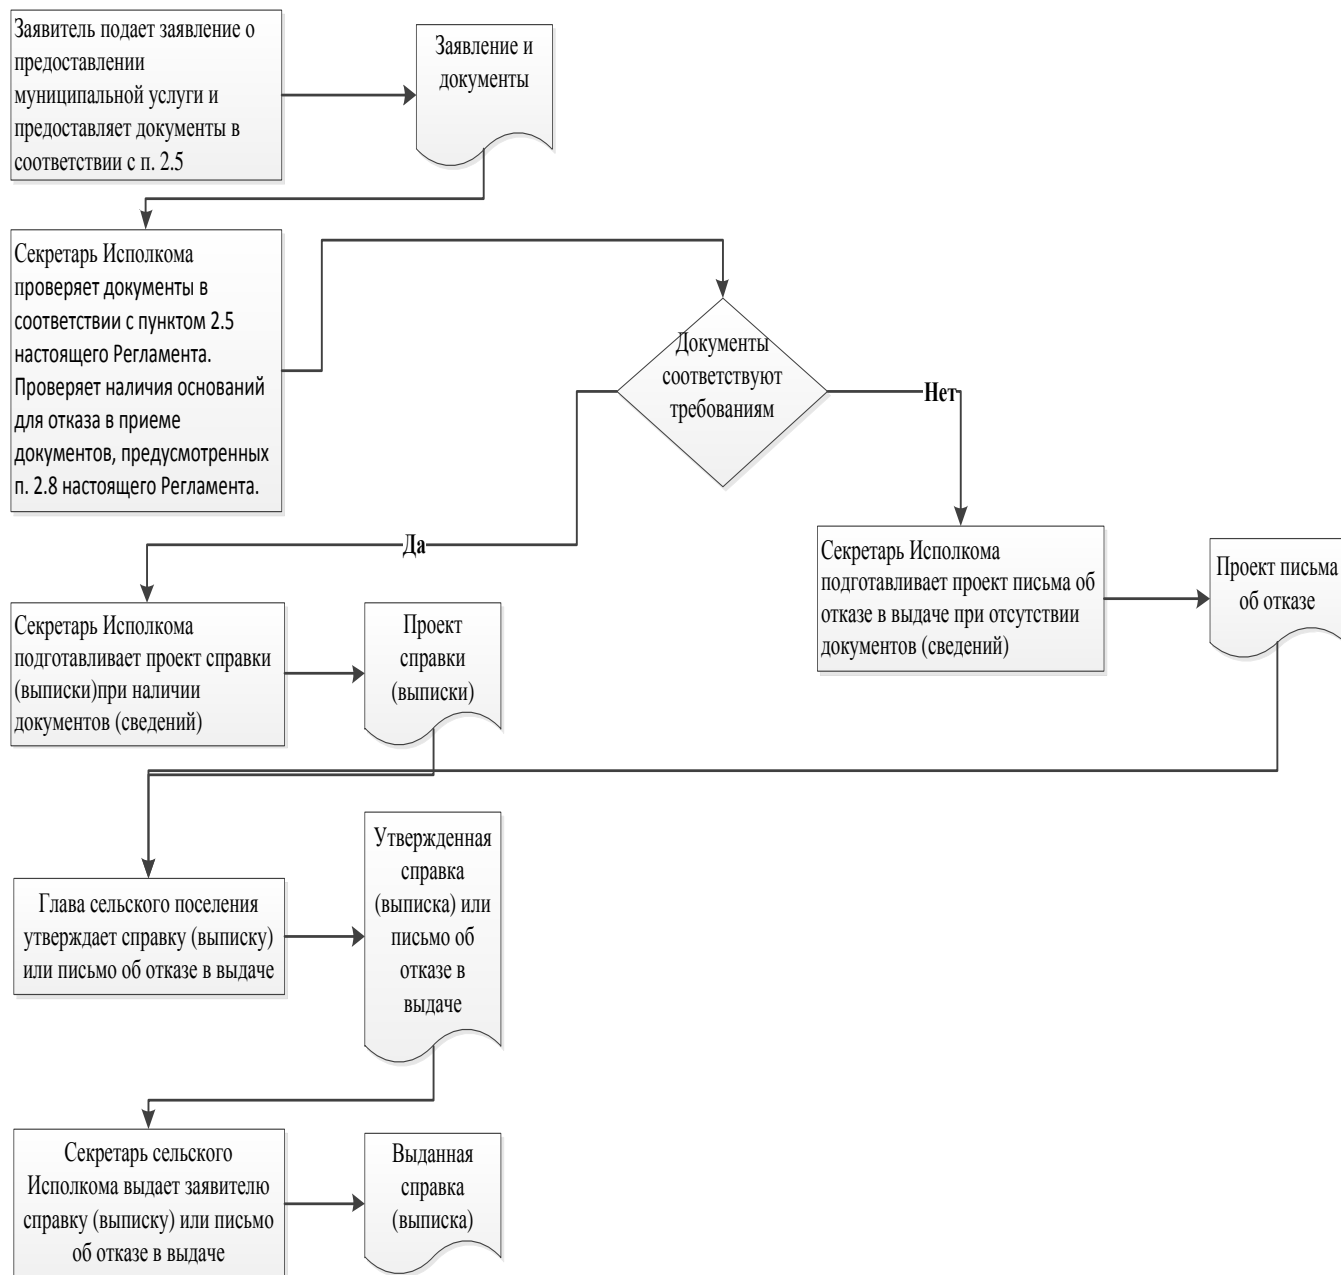 Заявитель подает заявление о
предоставлении
муниципальной услуги и
предоставляет документы в
соответствии с п. 2.5
Заявление и
документы
Секретарь Исполкома
проверяет документы в
соответствии с пунктом 2.5
настоящего Регламента.
Проверяет наличия оснований
для отказа в приеме
документов, предусмотренных
п. 2.8 настоящего Регламента.
Документы
соответствуют
требованиям
Нет
Да
Секретарь Исполкома
подготавливает проект письма об
отказе в выдаче при отсутствии
документов (сведений)
Проект письма
об отказе
Секретарь Исполкома
подготавливает проект справки
(выписки)при наличии
документов (сведений)
Проект
справки
(выписки)
Глава сельского поселения
утверждает справку (выписку)
или письмо об отказе в выдаче
Утвержденная
справка
(выписка) или
письмо об
отказе в
выдаче
Секретарь сельского
Исполкома выдает заявителю
справку (выписку) или письмо
об отказе в выдаче
Выданная
справка
(выписка)